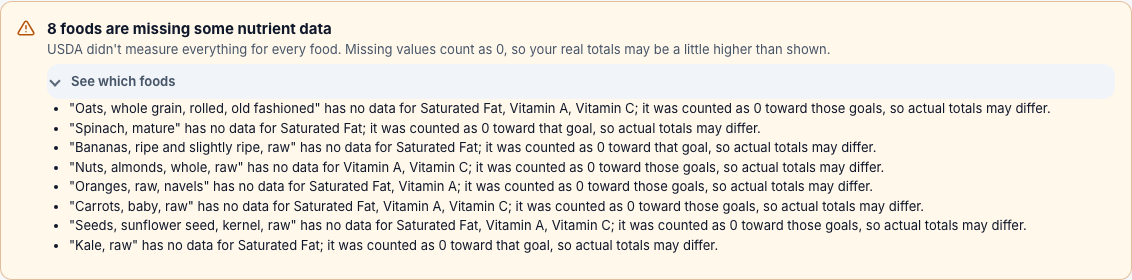 8 foods are missing some nutrient data
USDA didn't measure everything for every food. Missing values count as 0, so your real totals may be a little higher than shown.
See which foods
• "Oats, whole grain, rolled, old fashioned" has no data for Saturated Fat, Vitamin A, Vitamin C; it was counted as 0 toward those goals, so actual totals may differ.
• "Spinach, mature" has no data for Saturated Fat; it was counted as 0 toward that goal, so actual totals may differ.
• "Bananas, ripe and slightly ripe, raw" has no data for Saturated Fat; it was counted as 0 toward that goal, so actual totals may differ.
• "Nuts, almonds, whole, raw" has no data for Vitamin A, Vitamin C; it was counted as 0 toward those goals, so actual totals may differ.
• "Oranges, raw, navels" has no data for Saturated Fat, Vitamin A; it was counted as 0 toward those goals, so actual totals may differ.
• "Carrots, baby, raw" has no data for Saturated Fat, Vitamin A, Vitamin C; it was counted as 0 toward those goals, so actual totals may differ.
• "Seeds, sunflower seed, kernel, raw" has no data for Saturated Fat, Vitamin A, Vitamin C; it was counted as 0 toward those goals, so actual totals may differ.
• "Kale, raw" has no data for Saturated Fat; it was counted as 0 toward that goal, so actual totals may differ.